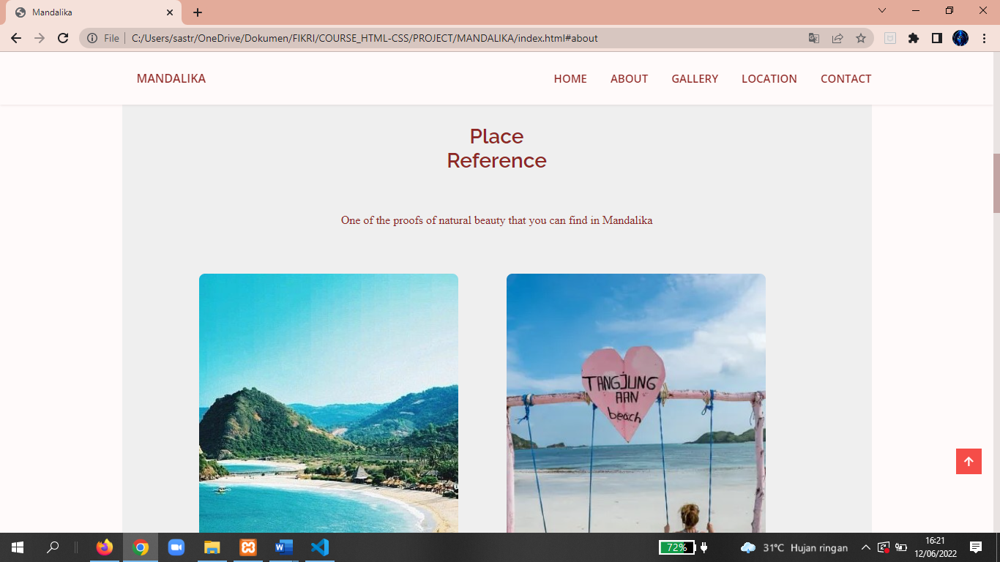 Mandalika
File
C:/Users/sastr/OneDrive/Dokumen/FIKRI/COURSE_HTML-CSS/PROJECT/MANDALIKA/index.html#about
MANDALIKA
HOME
ABOUT
GALLERY
LOCATION
CONTACT
Place
Reference
One of the proofs of natural beauty that you can find in Mandalika
TANGJUNG
AAN
beach
72%
31°C Hujan ringan
16:21
12/06/2022